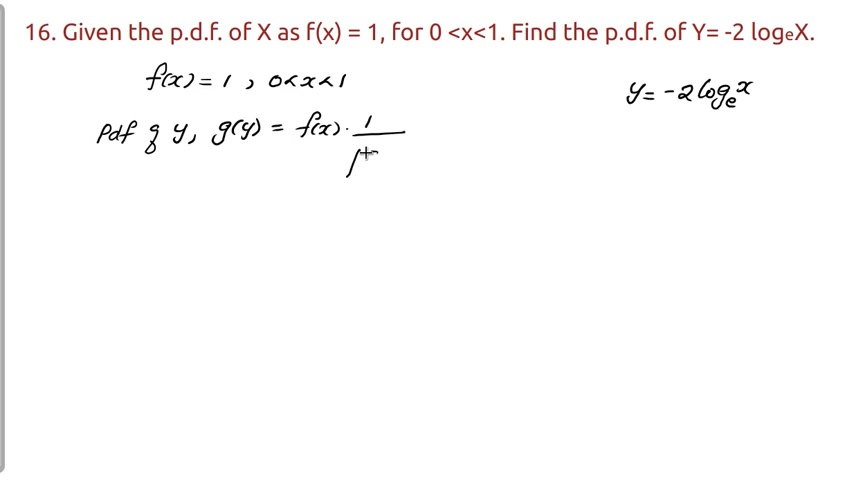 16. Given the p.d.f. of X as f(x) = 1, for 0 <x<1. Find the p.d.f. of Y= -2 logeX.
f(x) = 1 , 0<x<1
y = -2 log_e x
Pdf of y, g(y) = f(x) . 1/